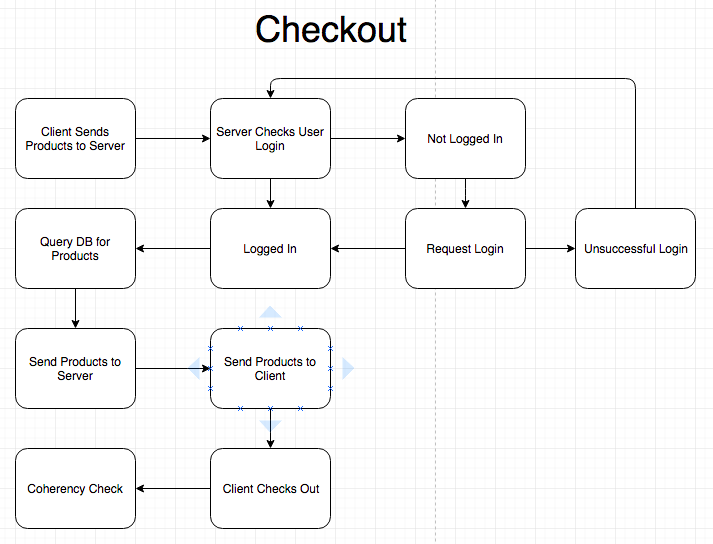 Checkout
Client Sends
Products to Server
Server Checks User
Login
Not Logged In
Query DB for
Products
Logged In
Request Login
Unsuccessful Login
Send Products to
Server
Send Products to
Client
Coherency Check
Client Checks Out